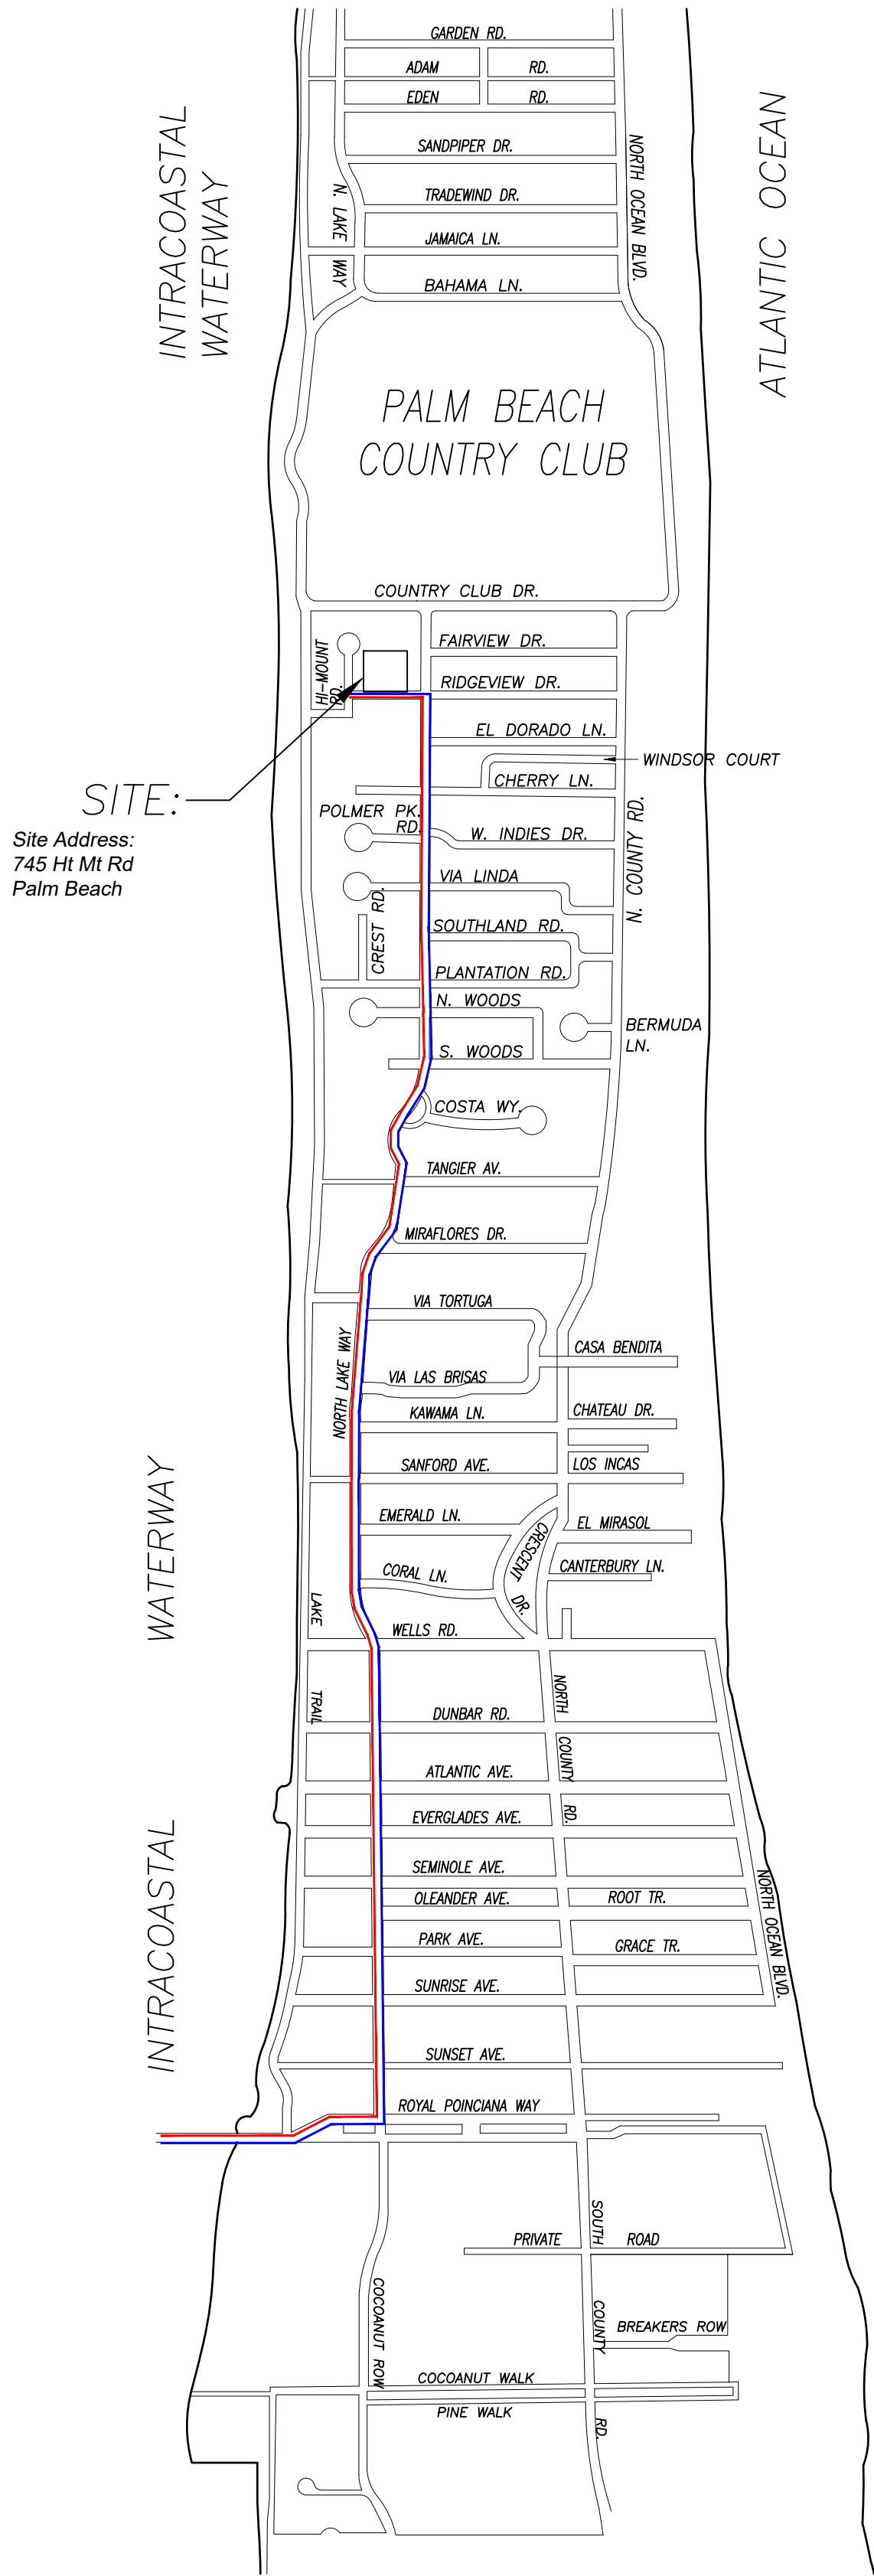 GARDEN RD.
ADAM RD.
EDEN RD.
SANDPIPER DR.
TRADEWIND DR.
JAMAICA LN.
BAHAMA LN.
N. LAKE WAY
NORTH OCEAN BLVD.
INTRACOASTAL
WATERWAY
ATLANTIC OCEAN
PALM BEACH
COUNTRY CLUB
COUNTRY CLUB DR.
FAIRVIEW DR.
HI-MOUNT
RD.
RIDGEVIEW DR.
EL DORADO LN.
WINDSOR COURT
CHERRY LN.
SITE:
Site Address:
745 Ht Mt Rd
Palm Beach
POLMER PK.
RD.
W. INDIES DR.
N. COUNTY RD.
VIA LINDA
CREST RD.
SOUTHLAND RD.
PLANTATION RD.
N. WOODS
BERMUDA
LN.
S. WOODS
COSTA WY.
TANGIER AV.
MIRAFLORES DR.
VIA TORTUGA
NORTH LAKE WAY
CASA BENDITA
VIA LAS BRISAS
KAWAMA LN.
CHATEAU DR.
SANFORD AVE.
LOS INCAS
EMERALD LN.
EL MIRASOL
CRESCENT DR.
CORAL LN.
CANTERBURY LN.
WATERWAY
LAKE TRAIL
WELLS RD.
NORTH COUNTY RD.
DUNBAR RD.
ATLANTIC AVE.
EVERGLADES AVE.
INTRACOASTAL
SEMINOLE AVE.
OLEANDER AVE.
ROOT TR.
NORTH OCEAN BLVD.
PARK AVE.
GRACE TR.
SUNRISE AVE.
SUNSET AVE.
ROYAL POINCIANA WAY
SOUTH COUNTY RD.
PRIVATE ROAD
COCOANUT ROW
BREAKERS ROW
COCOANUT WALK
PINE WALK